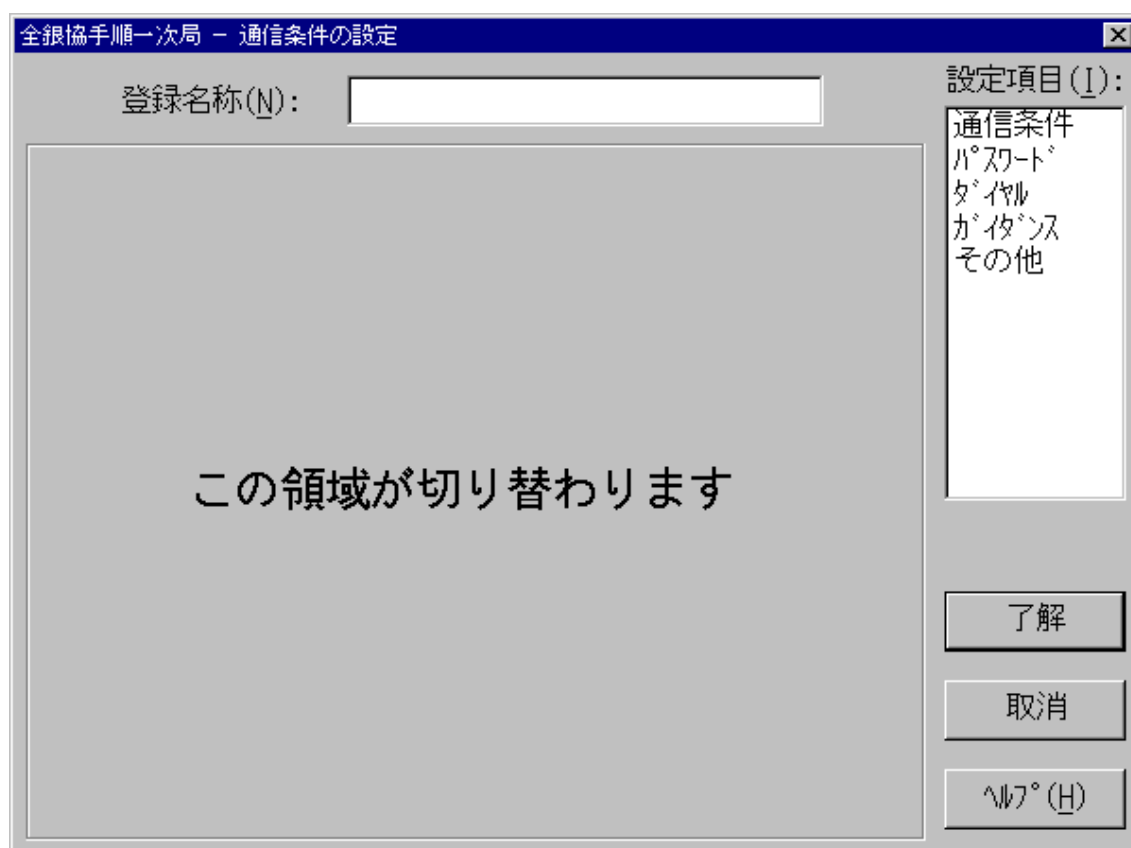 全銀協手順一次局 － 通信条件の設定
登録名称(N):
設定項目(I):
通信条件
ﾊﾟｽﾜｰﾄﾞ
ﾀﾞｲﾔﾙ
ｶﾞｲﾀﾞﾝｽ
その他
この領域が切り替わります
了解
取消
ﾍﾙﾌﾟ(H)